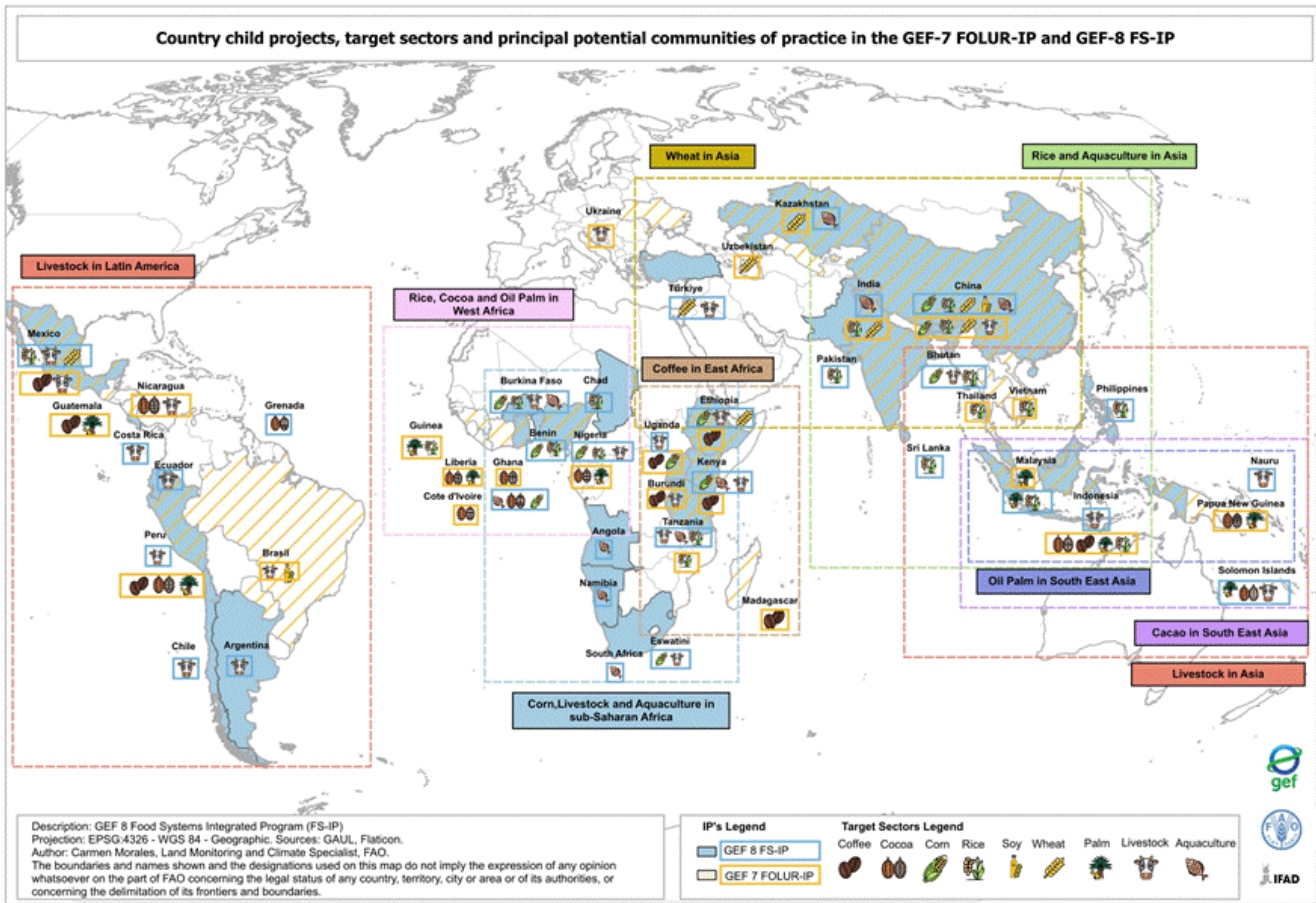 Country child projects, target sectors and principal potential communities of practice in the GEF-7 FOLUR-IP and GEF-8 FS-IP
Wheat in Asia
Rice and Aquaculture in Asia
Ukraine
Kazakhstan
Uzbekistan
Livestock in Latin America
Türkiye
India
China
Rice, Cocoa and Oil Palm in
West Africa
Mexico
Pakistan
Bhutan
Coffee in East Africa
Burkina Faso
Chad
Nicaragua
Ethiopia
Vietnam
Thailand
Philippines
Guatemala
Grenada
Guinea
Benin
Nigeria
Uganda
Costa Rica
Sri Lanka
Ecuador
Liberia
Ghana
Kenya
Malaysia
Nauru
Burundi
Cote d'Ivoire
Indonesia
Papua New Guinea
Tanzania
Angola
Peru
Brasil
Solomon Islands
Oil Palm in South East Asia
Namibia
Madagascar
Chile
Argentina
South Africa
Eswatini
Cacao in South East Asia
Livestock in Asia
Corn,Livestock and Aquaculture in
sub-Saharan Africa
gef
Description: GEF 8 Food Systems Integrated Program (FS-IP)
Projection: EPSG:4326 - WGS 84 - Geographic. Sources: GAUL, Flaticon.
Author: Carmen Morales, Land Monitoring and Climate Specialist, FAO.
The boundaries and names shown and the designations used on this map do not imply the expression of any opinion
whatsoever on the part of FAO concerning the legal status of any country, territory, city or area or of its authorities, or
concerning the delimitation of its frontiers and boundaries.
IP's Legend
GEF 8 FS-IP
GEF 7 FOLUR-IP
Target Sectors Legend
Coffee Cocoa Corn Rice Soy Wheat Palm Livestock Aquaculture
FAO
IFAD